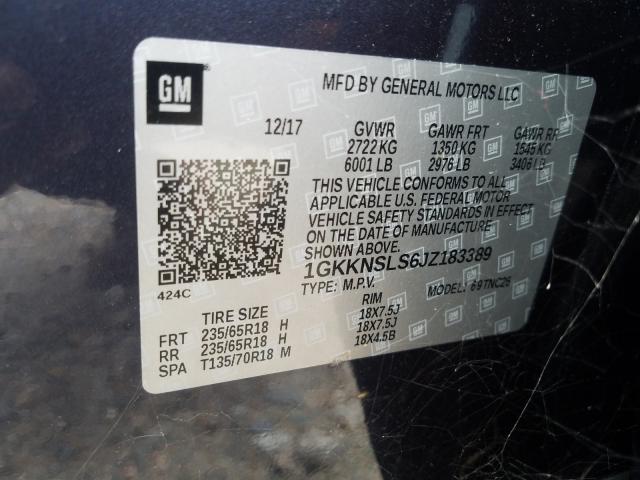 GM
MFD BY GENERAL MOTORS LLC
12/17 GVWR GAWR FRT GAWR RR
2722 KG 1350 KG 1545 KG
6001 LB 2976 LB 3406 LB
THIS VEHICLE CONFORMS TO ALL
APPLICABLE U.S. FEDERAL MOTOR
VEHICLE SAFETY STANDARDS IN EFFECT
ON THE DATE OF MANUFACTURE
SHOWN ABOVE.
1GKKNSLS6JZ183389
424C
TYPE: M.P.V. MODEL: 69TNC26
TIRE SIZE RIM
FRT 235/65R18 H 18X7.5J
RR 235/65R18 H 18X7.5J
SPA T135/70R18 M 18X4.5B